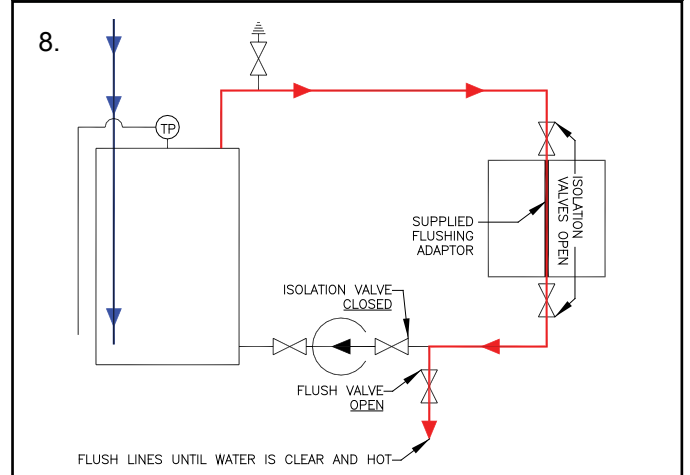 8.
TP
ISOLATION
VALVES OPEN
SUPPLIED
FLUSHING
ADAPTOR
ISOLATION VALVE
CLOSED
FLUSH VALVE
OPEN
FLUSH LINES UNTIL WATER IS CLEAR AND HOT